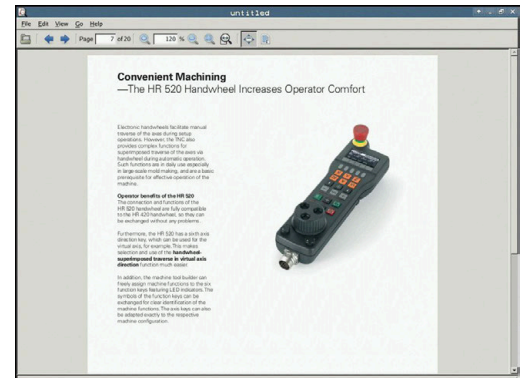 untitled
File Edit View Go Help
Page 7 of 20 120 %
Convenient Machining
—The HR 520 Handwheel Increases Operator Comfort
Electronic handwheels facilitate manual
traverse of the axes during setup
operations. However, the TNC also
provides complex functions for
superimposed traverse of the axes via
handwheel during automatic operation.
Such functions are in daily use especially
in large-scale mold making, and are a basic
prerequisite for effective operation of the
machine.
Operator benefits of the HR 520
The connection and functions of the
HR 520 handwheel are fully compatible
to the HR 420 handwheel, so they can
be exchanged without any problems.
Furthermore, the HR 520 has a sixth axis
direction key, which can be used for the
virtual axis, for example. This makes
selection and use of the handwheel-
superimposed traverse in virtual axis
direction function much easier.
In addition, the machine tool builder can
freely assign machine functions to the six
function keys featuring LED indicators. The
symbols of the function keys can be
exchanged for clear identification of the
machine functions. The axis keys can also
be adapted exactly to the respective
machine configuration.